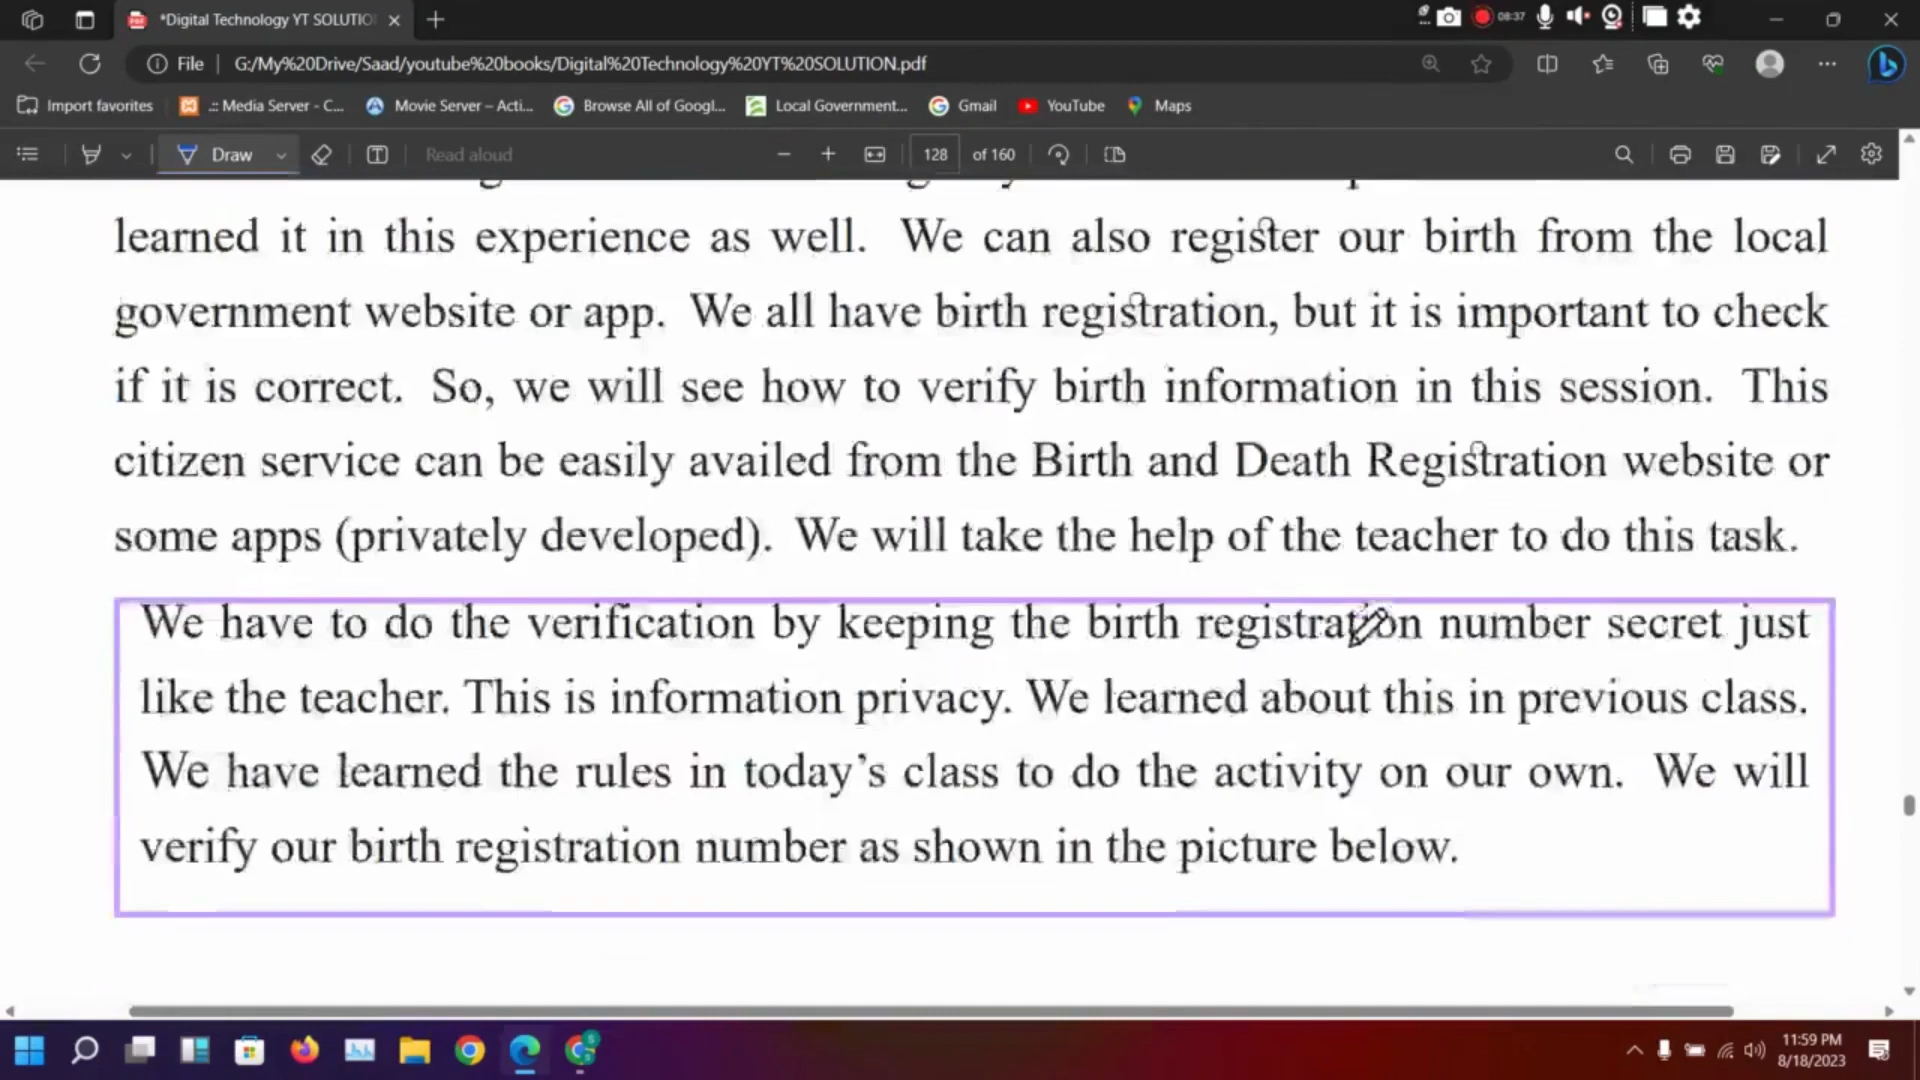 *Digital Technology YT SOLUTIO
08:37
File
G:/My%20Drive/Saad/youtube%20books/Digital%20Technology%20YT%20SOLUTION.pdf
Import favorites
.:: Media Server - C...
Movie Server – Acti...
Browse All of Googl...
Local Government...
Gmail
YouTube
Maps
Draw
Read aloud
128
of 160
learned it in this experience as well. We can also register our birth from the local
government website or app. We all have birth registration, but it is important to check
if it is correct. So, we will see how to verify birth information in this session. This
citizen service can be easily availed from the Birth and Death Registration website or
some apps (privately developed). We will take the help of the teacher to do this task.
We have to do the verification by keeping the birth registration number secret just
like the teacher. This is information privacy. We learned about this in previous class.
We have learned the rules in today’s class to do the activity on our own. We will
verify our birth registration number as shown in the picture below.
11:59 PM
8/18/2023